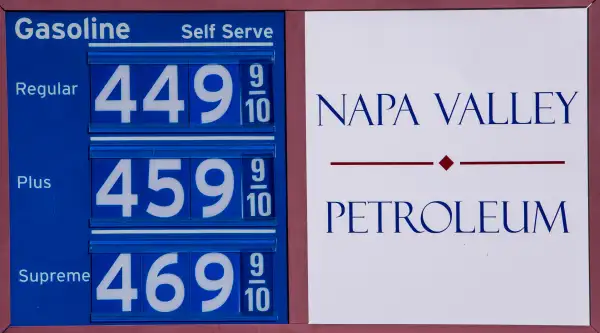 Gasoline Self Serve
Regular 449 9/10
Plus 459 9/10
Supreme 469 9/10
NAPA VALLEY
PETROLEUM